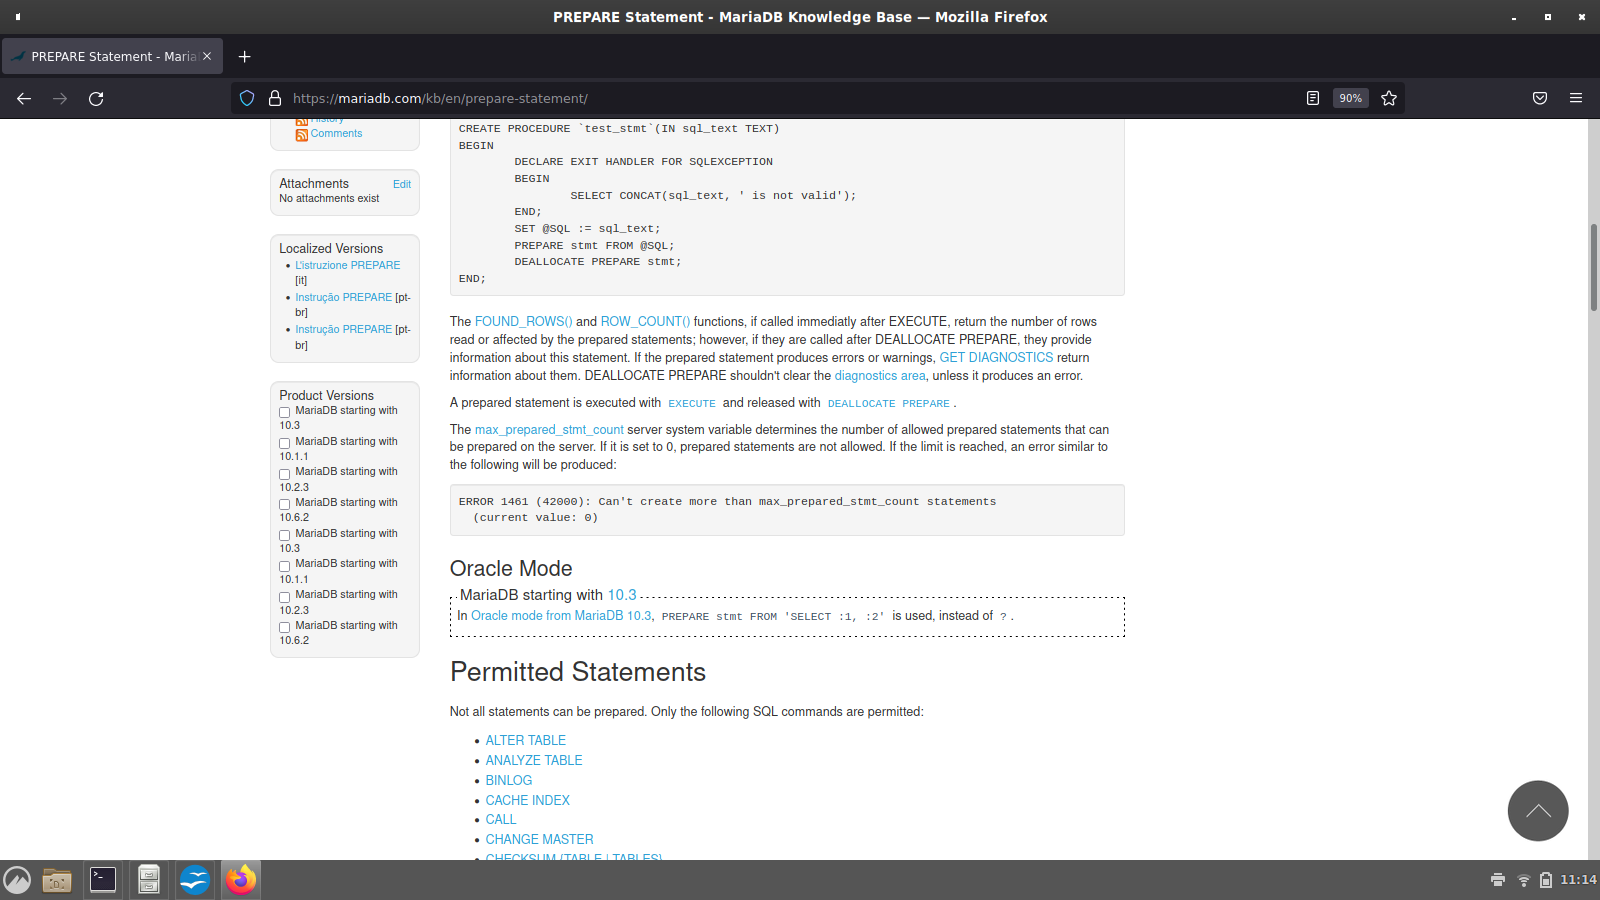 PREPARE Statement - MariaDB Knowledge Base — Mozilla Firefox
PREPARE Statement - Maria
https://mariadb.com/kb/en/prepare-statement/
90%
History
Comments
Attachments Edit
No attachments exist
Localized Versions
L'istruzione PREPARE
[it]
Instrução PREPARE [pt-
br]
Instrução PREPARE [pt-
br]
Product Versions
MariaDB starting with
10.3
MariaDB starting with
10.1.1
MariaDB starting with
10.2.3
MariaDB starting with
10.6.2
MariaDB starting with
10.3
MariaDB starting with
10.1.1
MariaDB starting with
10.2.3
MariaDB starting with
10.6.2
CREATE PROCEDURE `test_stmt`(IN sql_text TEXT)
BEGIN
DECLARE EXIT HANDLER FOR SQLEXCEPTION
BEGIN
SELECT CONCAT(sql_text, ' is not valid');
END;
SET @SQL := sql_text;
PREPARE stmt FROM @SQL;
DEALLOCATE PREPARE stmt;
END;
The FOUND_ROWS() and ROW_COUNT() functions, if called immediatly after EXECUTE, return the number of rows
read or affected by the prepared statements; however, if they are called after DEALLOCATE PREPARE, they provide
information about this statement. If the prepared statement produces errors or warnings, GET DIAGNOSTICS return
information about them. DEALLOCATE PREPARE shouldn't clear the diagnostics area, unless it produces an error.
A prepared statement is executed with EXECUTE and released with DEALLOCATE PREPARE.
The max_prepared_stmt_count server system variable determines the number of allowed prepared statements that can
be prepared on the server. If it is set to 0, prepared statements are not allowed. If the limit is reached, an error similar to
the following will be produced:
ERROR 1461 (42000): Can't create more than max_prepared_stmt_count statements
(current value: 0)
Oracle Mode
MariaDB starting with 10.3
In Oracle mode from MariaDB 10.3, PREPARE stmt FROM 'SELECT :1, :2' is used, instead of ?.
Permitted Statements
Not all statements can be prepared. Only the following SQL commands are permitted:
ALTER TABLE
ANALYZE TABLE
BINLOG
CACHE INDEX
CALL
CHANGE MASTER
CHECKSUM {TABLE | TABLES}
11:14